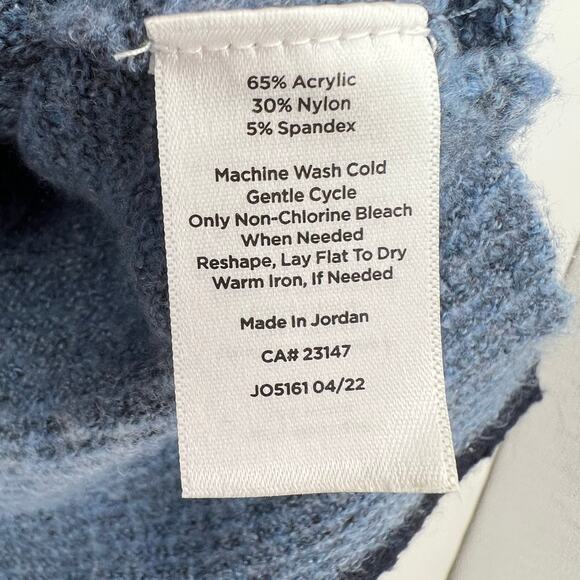 65% Acrylic
30% Nylon
5% Spandex
Machine Wash Cold
Gentle Cycle
Only Non-Chlorine Bleach
When Needed
Reshape, Lay Flat To Dry
Warm Iron, If Needed
Made In Jordan
CA# 23147
JO5161 04/22